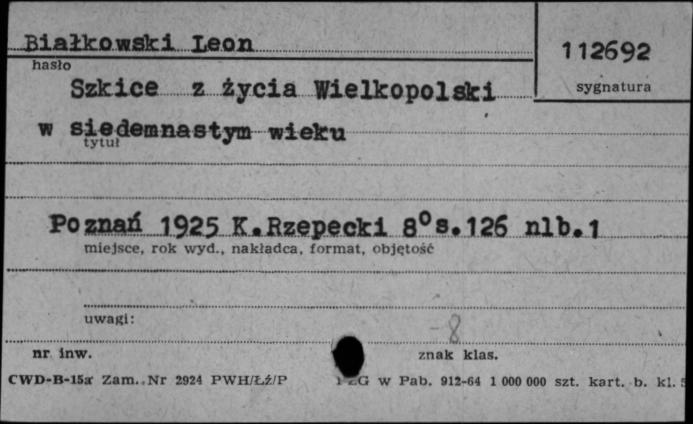 Białkowski Leon
112692
hasło
sygnatura
Szkice z życia Wielkopolski
w siedemnastym wieku
tytuł
Poznań 1925 K.Rzepecki 8° s.126 nlb.1
miejsce, rok wyd., nakładca, format, objętość
uwagi:
-8
nr inw.
znak klas.
CWD-B-15a Zam. Nr 2924 PWH/Łź/P
w Pab. 912-64 1 000 000 szt. kart. b. kl.